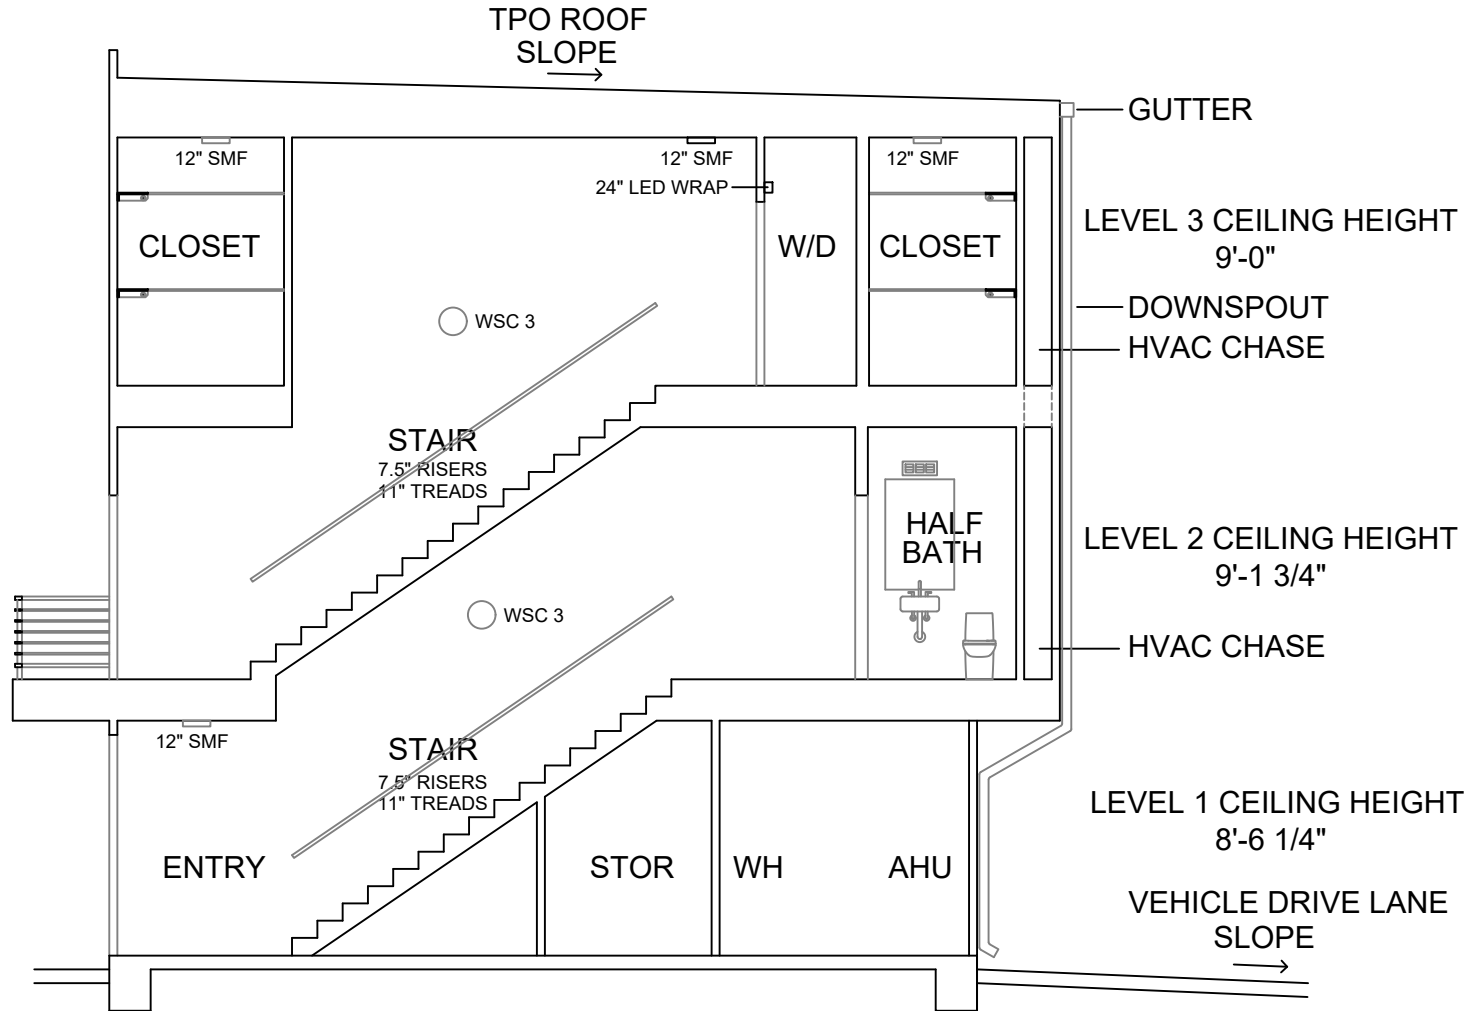 TPO ROOF
SLOPE
GUTTER
12" SMF
12" SMF
12" SMF
24" LED WRAP
LEVEL 3 CEILING HEIGHT
9'-0"
CLOSET
W/D
CLOSET
DOWNSPOUT
WSC 3
HVAC CHASE
STAIR
7.5" RISERS
11" TREADS
HALF
BATH
LEVEL 2 CEILING HEIGHT
9'-1 3/4"
WSC 3
HVAC CHASE
12" SMF
STAIR
7.5" RISERS
11" TREADS
LEVEL 1 CEILING HEIGHT
8'-6 1/4"
ENTRY
STOR
WH
AHU
VEHICLE DRIVE LANE
SLOPE